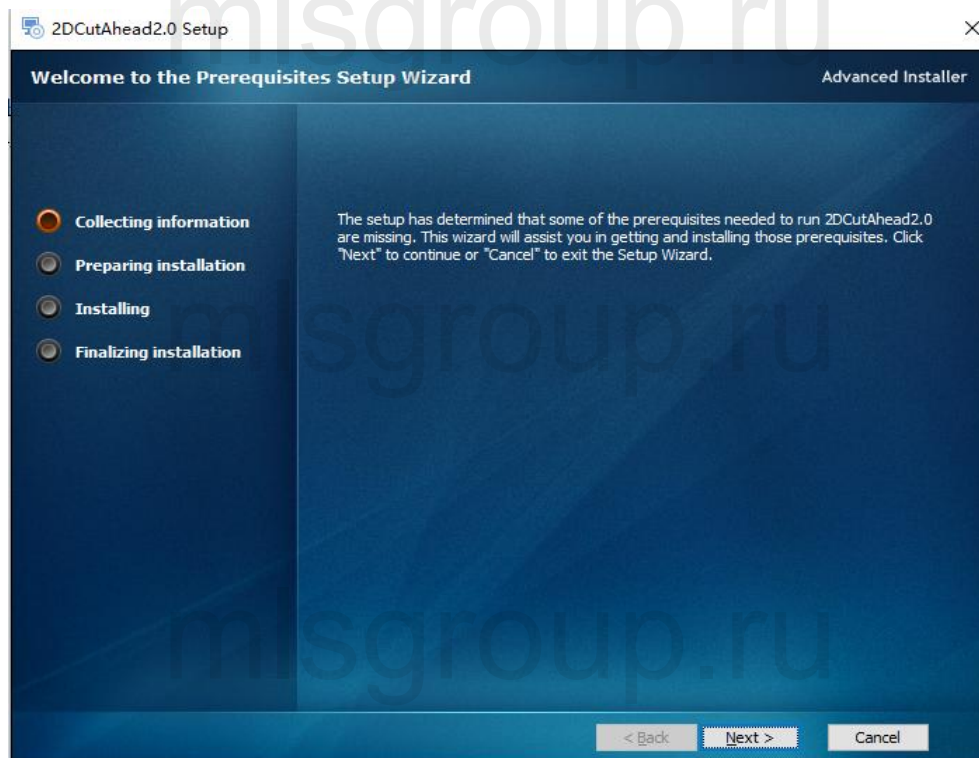 mlsgroup.ru
2DCutAhead2.0 Setup
Welcome to the Prerequisites Setup Wizard
Advanced Installer
Collecting information
Preparing installation
Installing
Finalizing installation
The setup has determined that some of the prerequisites needed to run 2DCutAhead2.0
are missing. This wizard will assist you in getting and installing those prerequisites. Click
"Next" to continue or "Cancel" to exit the Setup Wizard.
mlsgroup.ru
mlsgroup.ru
< Back
Next >
Cancel